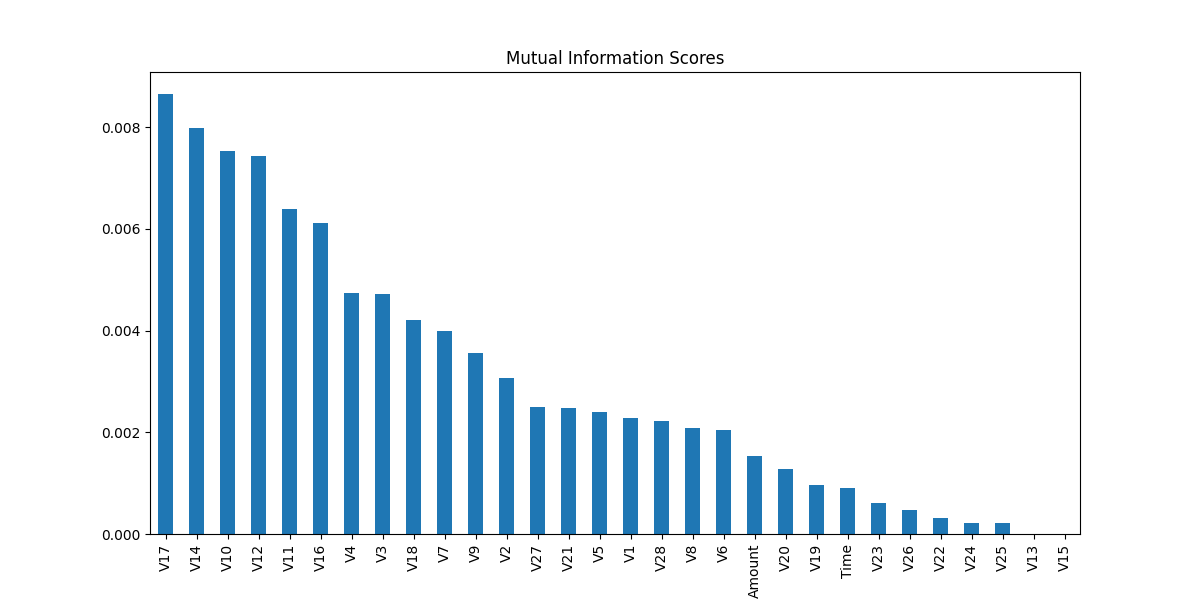 Mutual Information Scores
0.008
0.006
0.004
0.002
0.000
V17
V14
V10
V12
V11
V16
V4
V3
V18
V7
V9
V2
V27
V21
V5
V1
V28
V8
V6
Amount
V20
V19
Time
V23
V26
V22
V24
V25
V13
V15